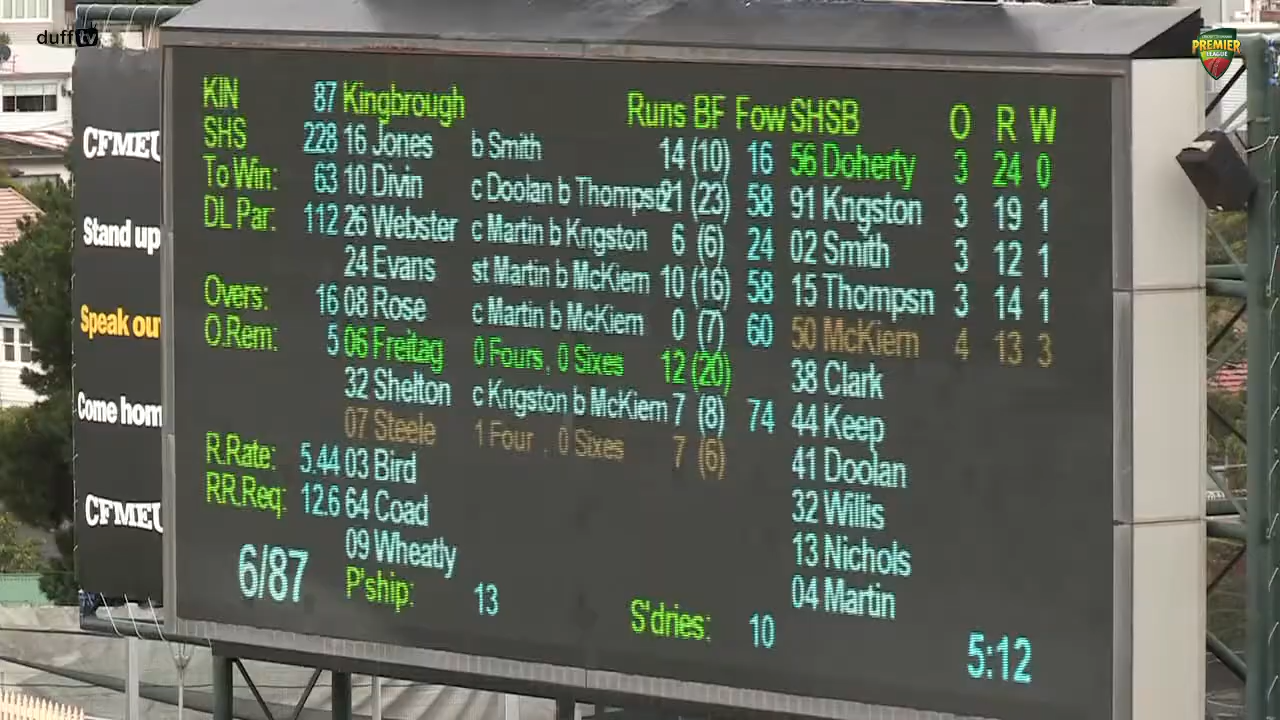 duff tv
PREMIER LEAGUE
CFMEU
Stand up
Speak out
Come hom
CFMEU
KIN 87 Kingbrough Runs BF Fow SHSB O R W
SHS 228 16 Jones b Smith 14 (10) 16 56 Doherty 3 24 0
To Win: 63 10 Divin c Doolan b Thompsn 21 (23) 58 91 Kngston 3 19 1
DL Par: 112 26 Webster c Martin b Kngston 6 (6) 24 02 Smith 3 12 1
24 Evans st Martin b McKiern 10 (16) 58 15 Thompsn 3 14 1
Overs: 16 08 Rose c Martin b McKiern 0 (7) 60 50 McKiern 4 13 3
O.Rem: 5 06 Freitag 0 Fours, 0 Sixes 12 (20) 38 Clark
32 Shelton c Kngston b McKiern 7 (8) 74 44 Keep
07 Steele 1 Four , 0 Sixes 7 (6) 41 Doolan
R.Rate: 5.44 03 Bird 32 Willis
RR.Req: 12.6 64 Coad 13 Nichols
09 Wheatly 04 Martin
6/87 P'ship: 13 S'dries: 10 5:12